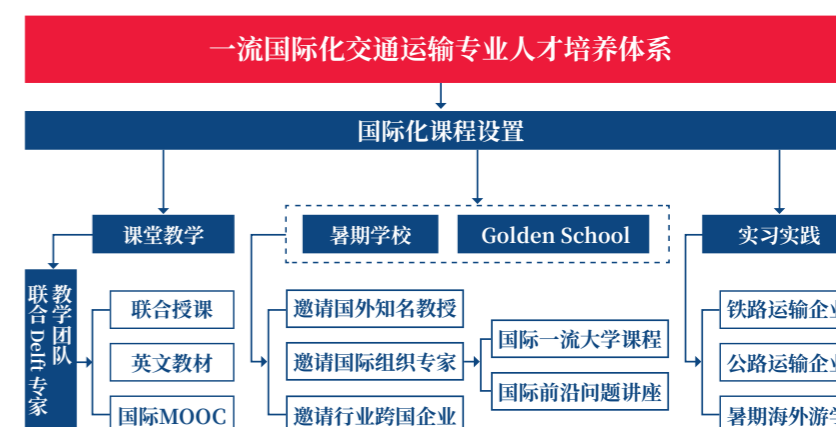 一流国际化交通运输专业人才培养体系
国际化课程设置
课堂教学
暑期学校
Golden School
实习实践
教学团队
联合 Delft 专家
联合授课
英文教材
国际MOOC
邀请国外知名教授
邀请国际组织专家
邀请行业跨国企业
国际一流大学课程
国际前沿问题讲座
铁路运输企业
公路运输企业
暑期海外游学